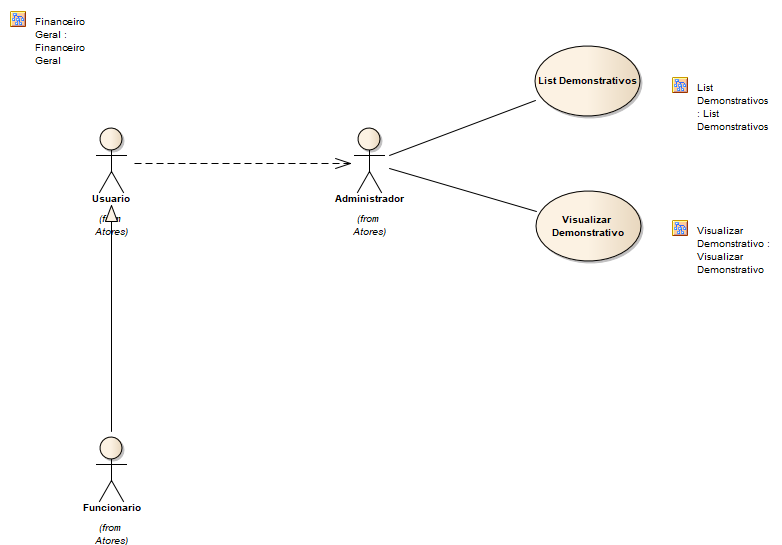 Financeiro
Geral :
Financeiro
Geral
List Demonstrativos
List
Demonstrativos
: List
Demonstrativos
Usuario
(from
Atores)
Administrador
(from
Atores)
Visualizar
Demonstrativo
Visualizar
Demonstrativo :
Visualizar
Demonstrativo
Funcionario
(from
Atores)